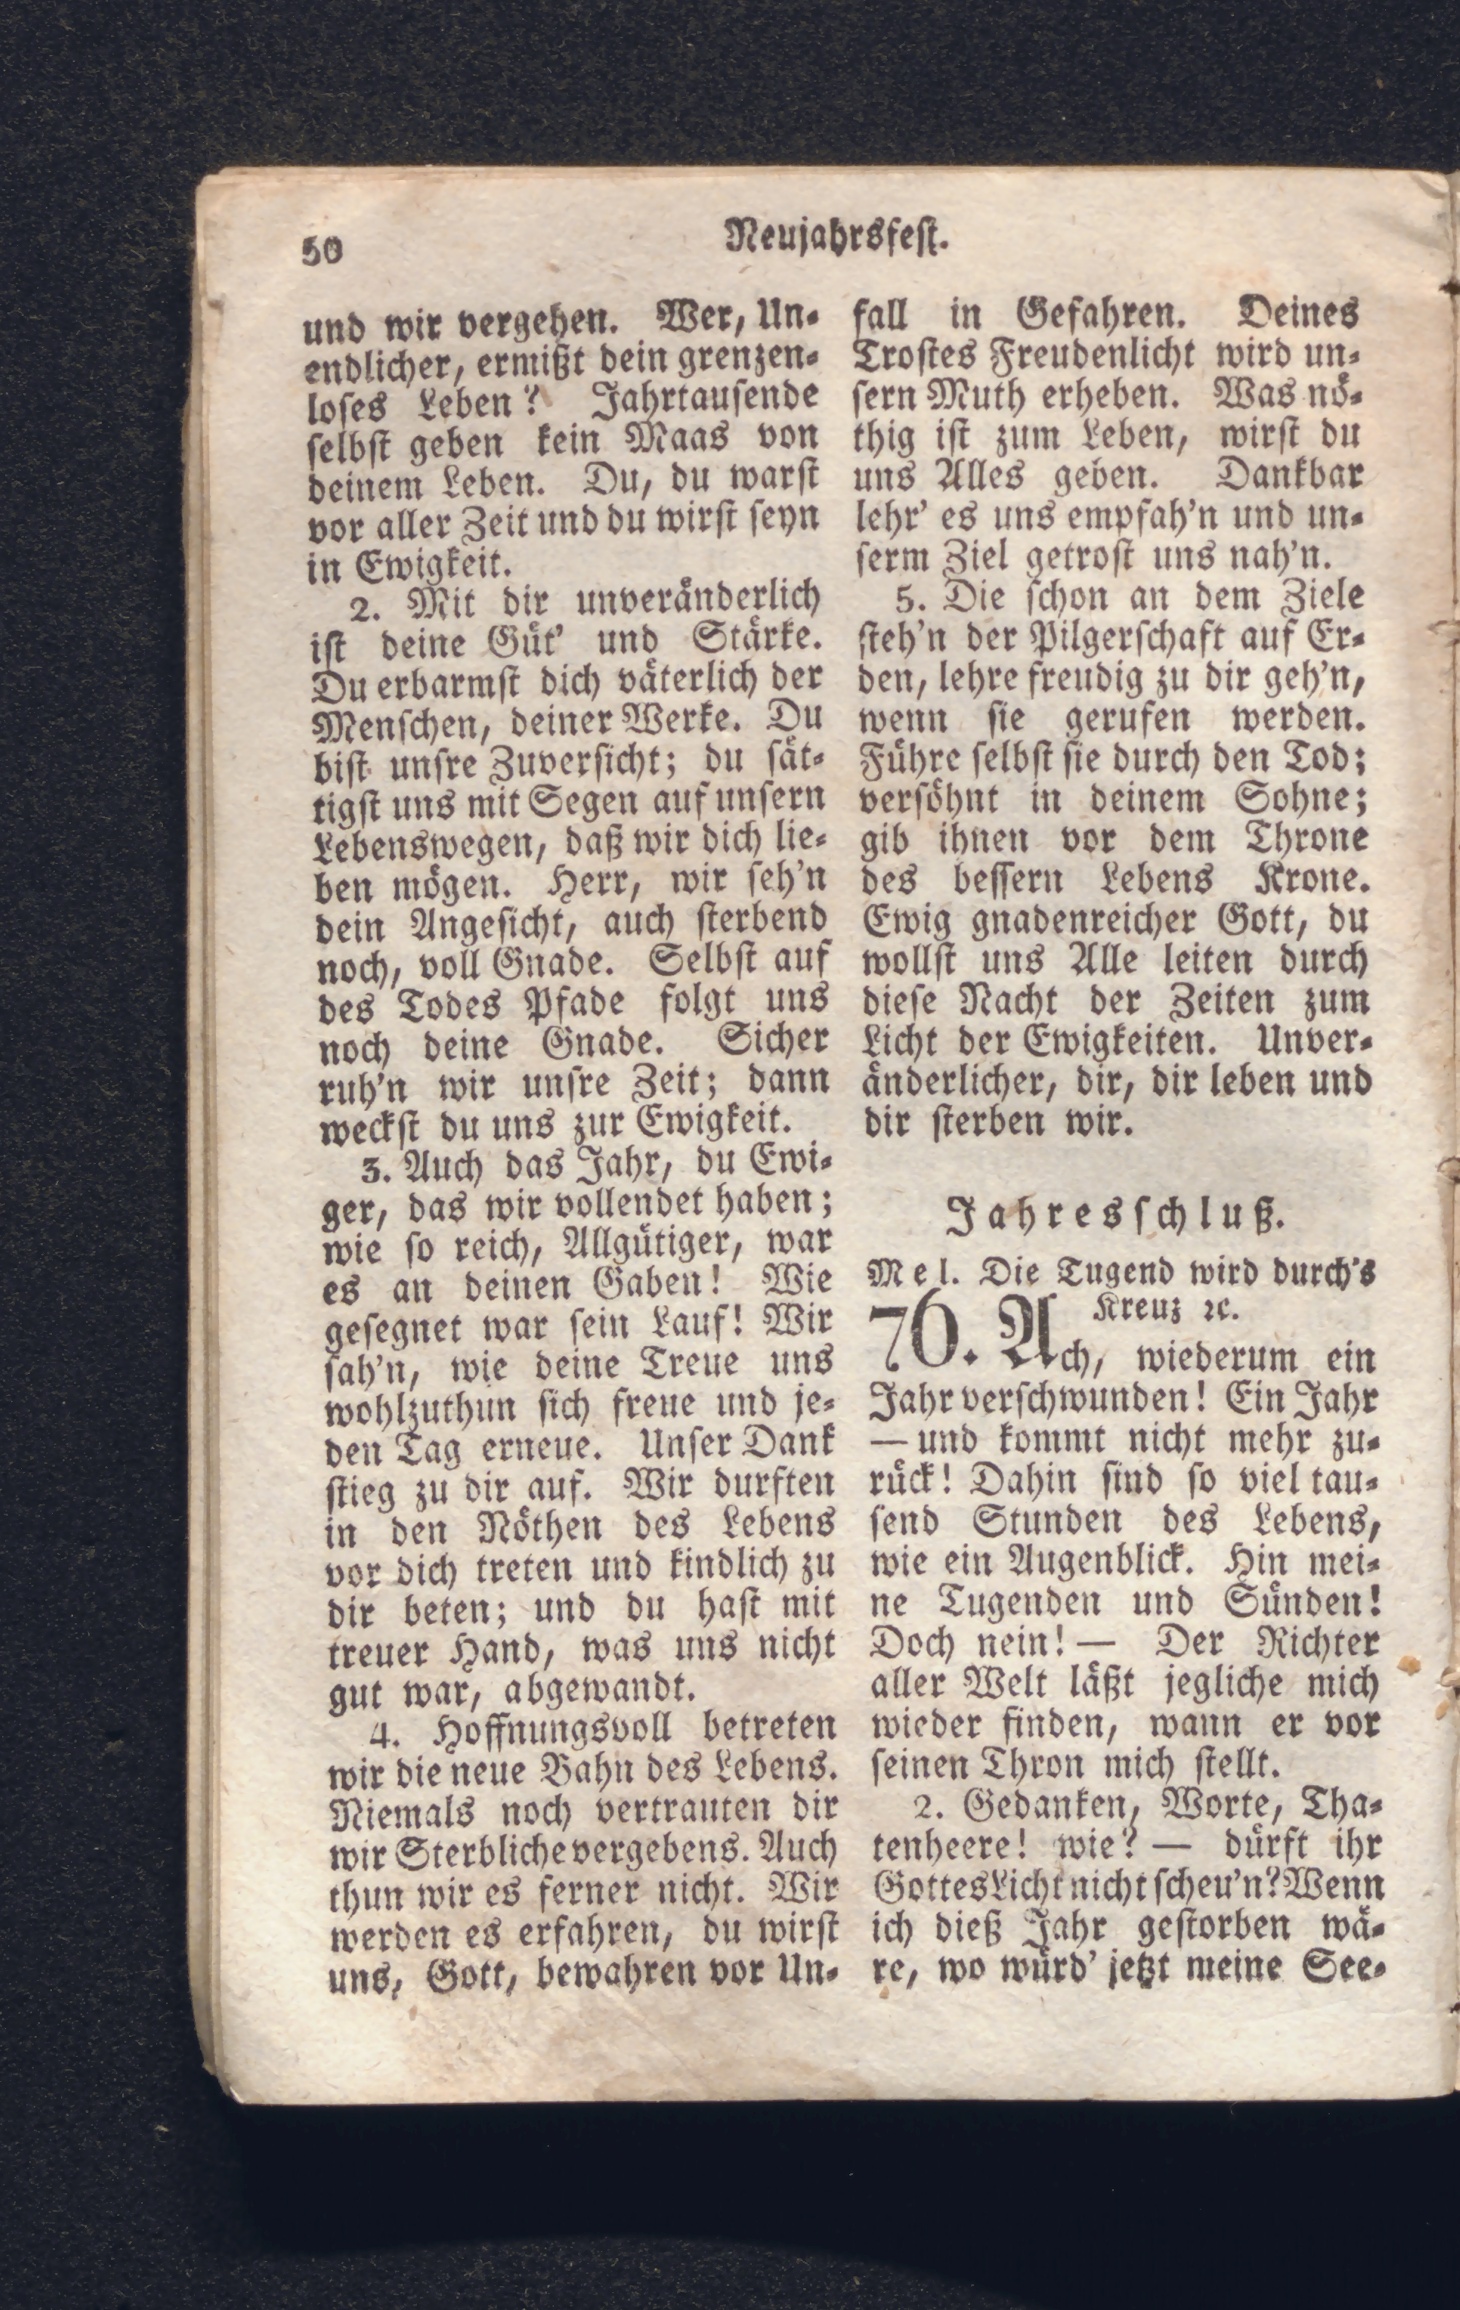 50
Neujahrsfest.
und wir vergehen. Wer, Un-
endlicher, ermißt dein grenzen-
loses Leben? Jahrtausende
selbst geben kein Maas von
deinem Leben. Du, du warst
vor aller Zeit und du wirst seyn
in Ewigkeit.
2. Mit dir unveränderlich
ist deine Güt' und Stärke.
Du erbarmst dich väterlich der
Menschen, deiner Werke. Du
bist unsre Zuversicht; du sät-
tigst uns mit Segen auf unsern
Lebenswegen, daß wir dich lie-
ben mögen. Herr, wir seh'n
dein Angesicht, auch sterbend
noch, voll Gnade. Selbst auf
des Todes Pfade folgt uns
noch deine Gnade. Sicher
ruh'n wir unsre Zeit; dann
weckst du uns zur Ewigkeit.
3. Auch das Jahr, du Ewi-
ger, das wir vollendet haben;
wie so reich, Allgütiger, war
es an deinen Gaben! Wie
gesegnet war sein Lauf! Wir
sah'n, wie deine Treue uns
wohlzuthun sich freue und je-
den Tag erneue. Unser Dank
stieg zu dir auf. Wir durften
in den Nöthen des Lebens
vor dich treten und kindlich zu
dir beten; und du hast mit
treuer Hand, was uns nicht
gut war, abgewandt.
4. Hoffnungsvoll betreten
wir die neue Bahn des Lebens.
Niemals noch vertrauten dir
wir Sterbliche vergebens. Auch
thun wir es ferner nicht. Wir
werden es erfahren, du wirst
uns, Gott, bewahren vor Un-
fall in Gefahren. Deines
Trostes Freudenlicht wird un-
sern Muth erheben. Was nö-
thig ist zum Leben, wirst du
uns Alles geben. Dankbar
lehr' es uns empfah'n und un-
serm Ziel getrost uns nah'n.
5. Die schon an dem Ziele
steh'n der Pilgerschaft auf Er-
den, lehre freudig zu dir geh'n,
wenn sie gerufen werden.
Führe selbst sie durch den Tod;
versöhnt in deinem Sohne;
gib ihnen vor dem Throne
des bessern Lebens Krone.
Ewig gnadenreicher Gott, du
wollst uns Alle leiten durch
diese Nacht der Zeiten zum
Licht der Ewigkeiten. Unver-
änderlicher, dir, dir leben und
dir sterben wir.
Jahresschluß.
Mel. Die Tugend wird durch's
Kreuz ꝛc.
76. Ach, wiederum ein
Jahr verschwunden! Ein Jahr
— und kommt nicht mehr zu-
rück! Dahin sind so viel tau-
send Stunden des Lebens,
wie ein Augenblick. Hin mei-
ne Tugenden und Sünden!
Doch nein! — Der Richter
aller Welt läßt jegliche mich
wieder finden, wann er vor
seinen Thron mich stellt.
2. Gedanken, Worte, Tha-
tenheere! wie? — dürft ihr
Gottes Licht nicht scheu'n? Wenn
ich dieß Jahr gestorben wä-
re, wo würd' jetzt meine See-